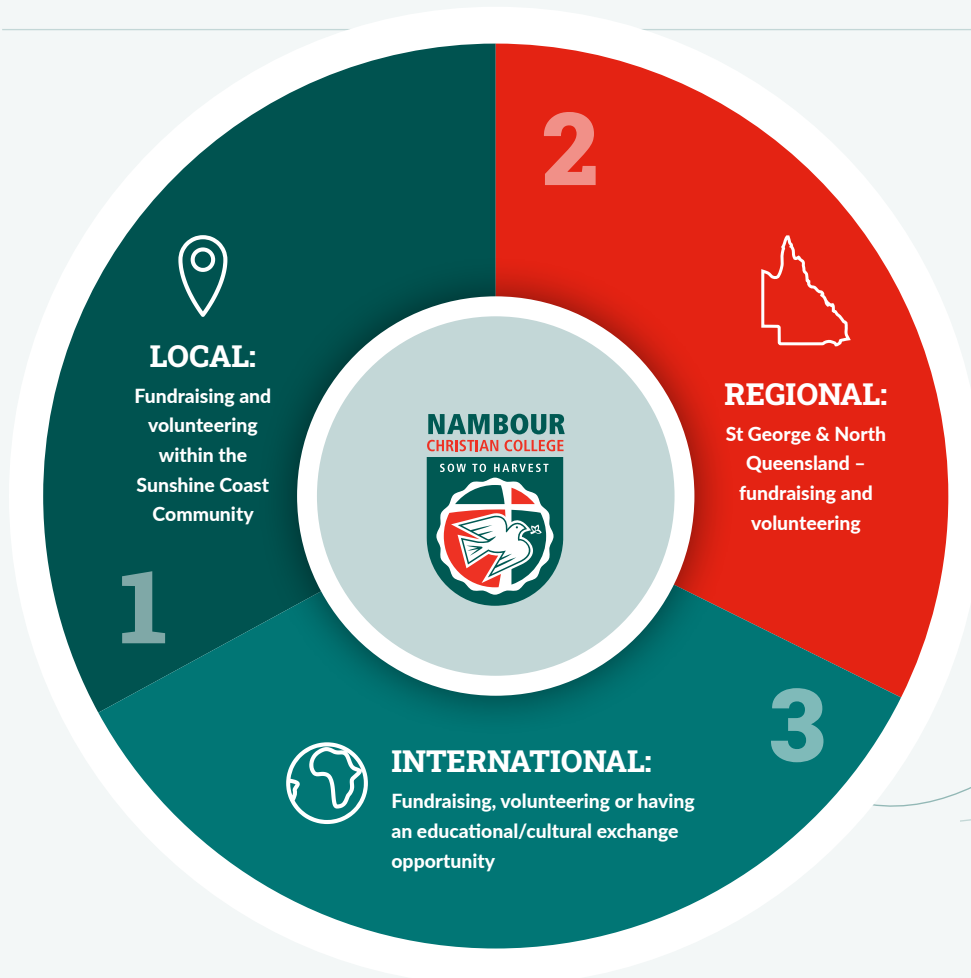 1
LOCAL:
Fundraising and
volunteering
within the
Sunshine Coast
Community
2
REGIONAL:
St George & North
Queensland –
fundraising and
volunteering
3
INTERNATIONAL:
Fundraising, volunteering or having
an educational/cultural exchange
opportunity
NAMBOUR
CHRISTIAN COLLEGE
SOW TO HARVEST